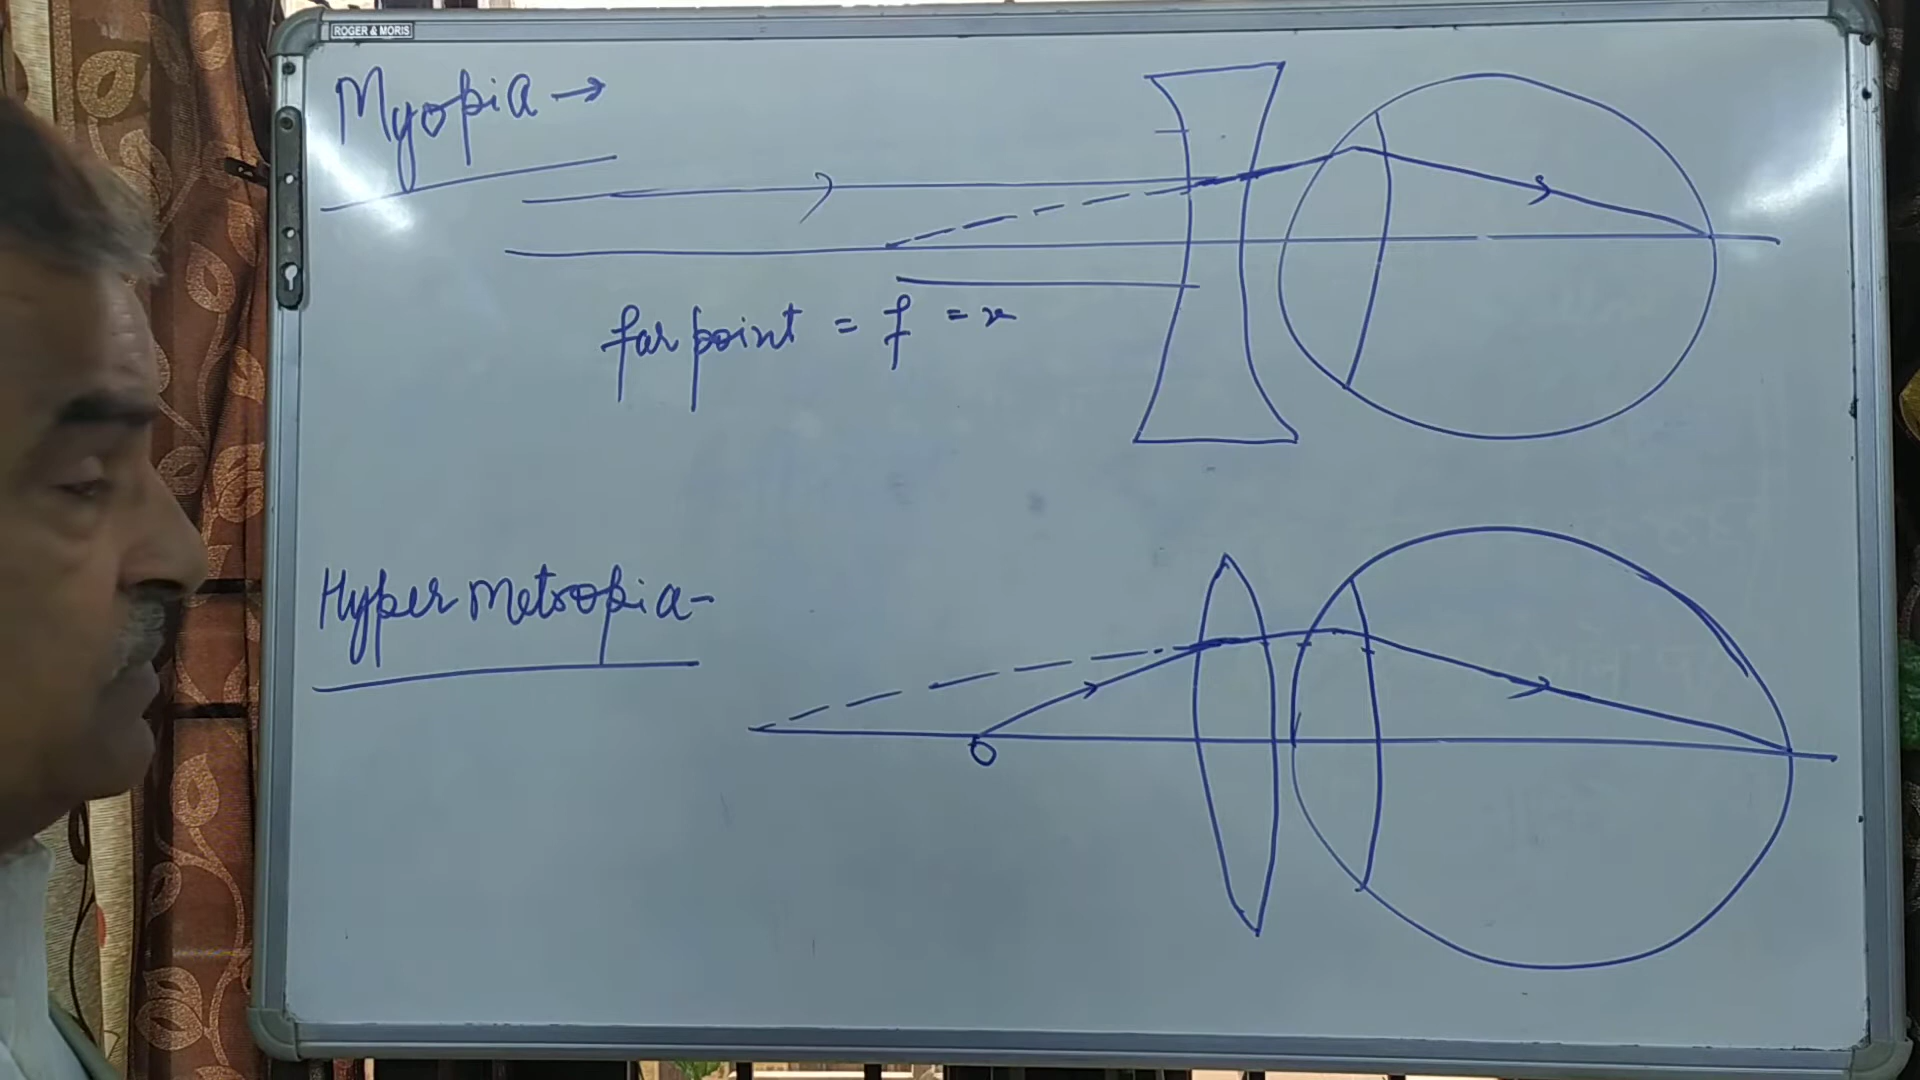 ROGER & MORIS
Myopia →
far point = f = x
Hyper Metropia-
O